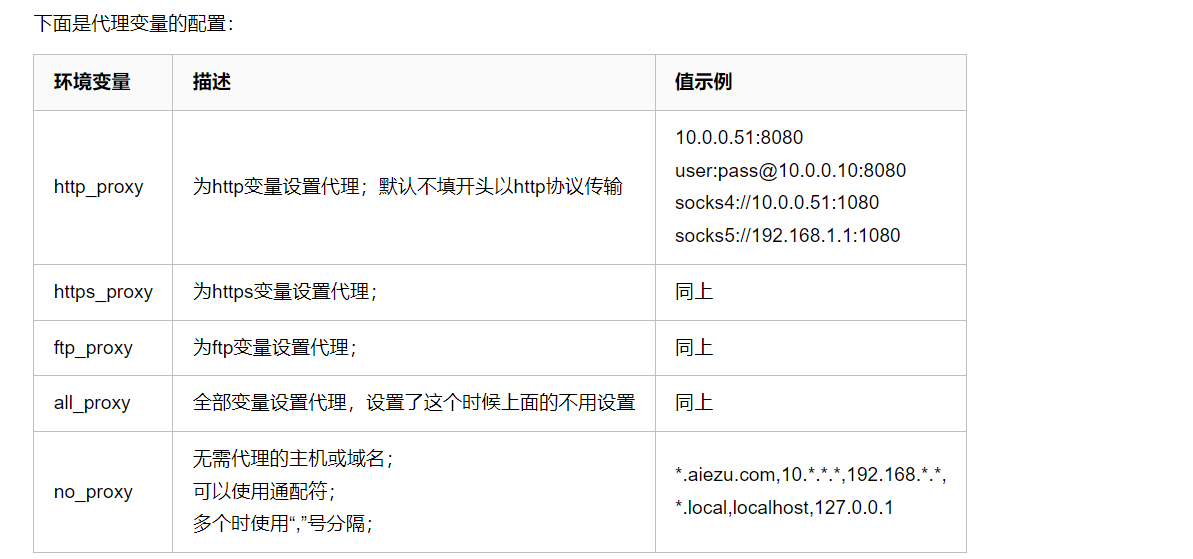 下面是代理变量的配置：
环境变量 描述 值示例
http_proxy 为http变量设置代理；默认不填开头以http协议传输
10.0.0.51:8080
user:pass@10.0.0.10:8080
socks4://10.0.0.51:1080
socks5://192.168.1.1:1080
https_proxy 为https变量设置代理； 同上
ftp_proxy 为ftp变量设置代理； 同上
all_proxy 全部变量设置代理，设置了这个时候上面的不用设置 同上
no_proxy
无需代理的主机或域名；
可以使用通配符；
多个时使用“,”号分隔；
*.aiezu.com,10.*.*.*,192.168.*.*,
*.local,localhost,127.0.0.1